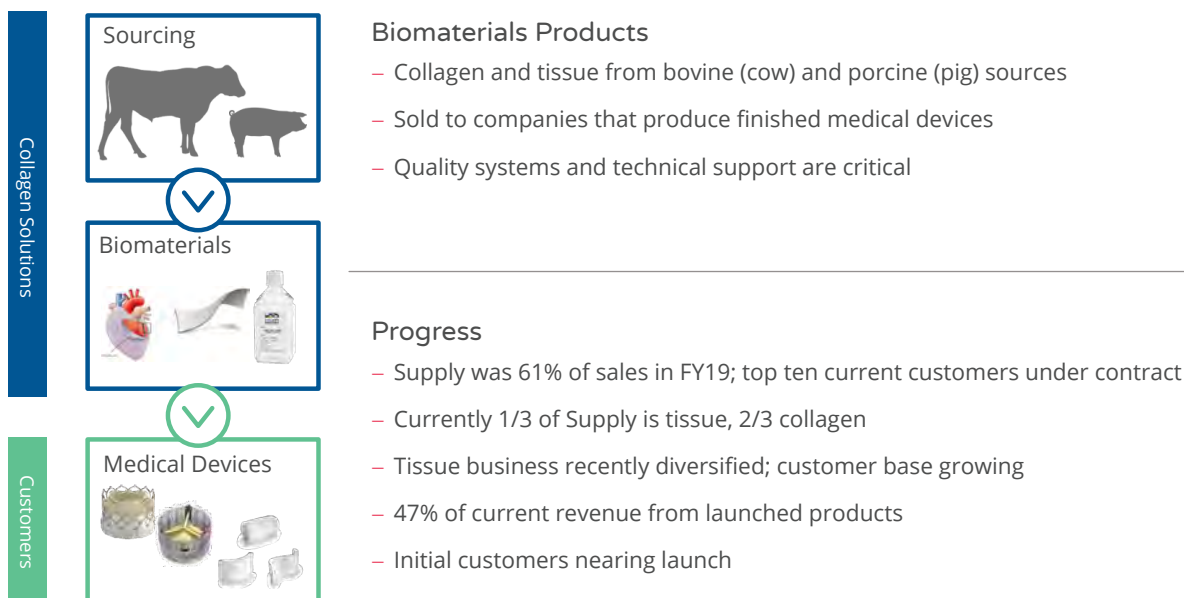 Collagen Solutions
Customers
Sourcing
Biomaterials
Medical Devices
Biomaterials Products
– Collagen and tissue from bovine (cow) and porcine (pig) sources
– Sold to companies that produce finished medical devices
– Quality systems and technical support are critical
Progress
– Supply was 61% of sales in FY19; top ten current customers under contract
– Currently 1/3 of Supply is tissue, 2/3 collagen
– Tissue business recently diversified; customer base growing
– 47% of current revenue from launched products
– Initial customers nearing launch